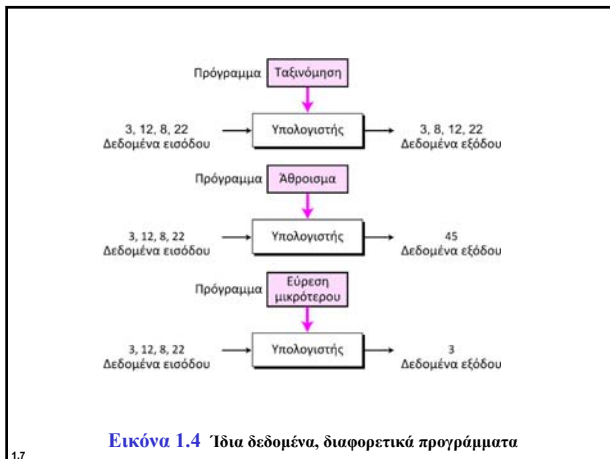 Πρόγραμμα Ταξινόμηση
3, 12, 8, 22 Υπολογιστής 3, 8, 12, 22
Δεδομένα εισόδου Δεδομένα εξόδου
Πρόγραμμα Άθροισμα
3, 12, 8, 22 Υπολογιστής 45
Δεδομένα εισόδου Δεδομένα εξόδου
Πρόγραμμα Εύρεση
μικρότερου
3, 12, 8, 22 Υπολογιστής 3
Δεδομένα εισόδου Δεδομένα εξόδου
Εικόνα 1.4 Ίδια δεδομένα, διαφορετικά προγράμματα
1.7